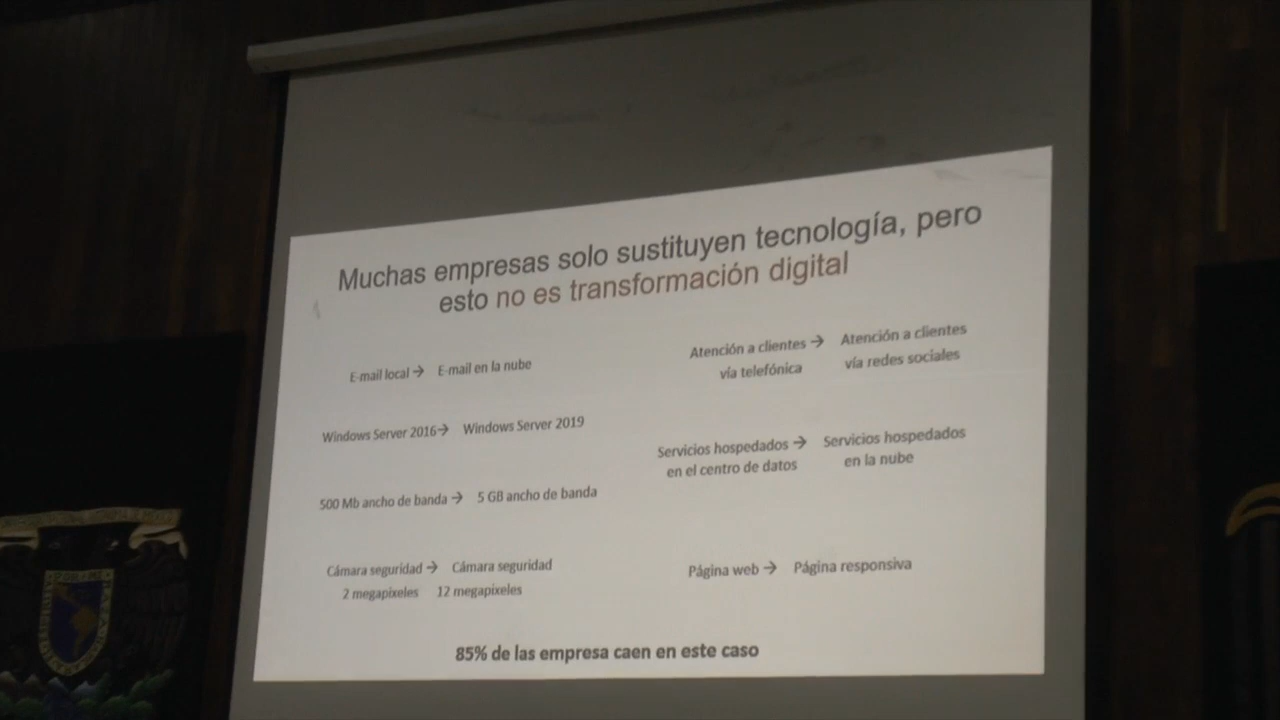 Muchas empresas solo sustituyen tecnología, pero
esto no es transformación digital
E-mail local → E-mail en la nube
Windows Server 2016→ Windows Server 2019
500 Mb ancho de banda → 5 GB ancho de banda
Cámara seguridad → Cámara seguridad
2 megapixeles 12 megapixeles
Atención a clientes → Atención a clientes
vía telefónica vía redes sociales
Servicios hospedados → Servicios hospedados
en el centro de datos en la nube
Página web → Página responsiva
85% de las empresa caen en este caso